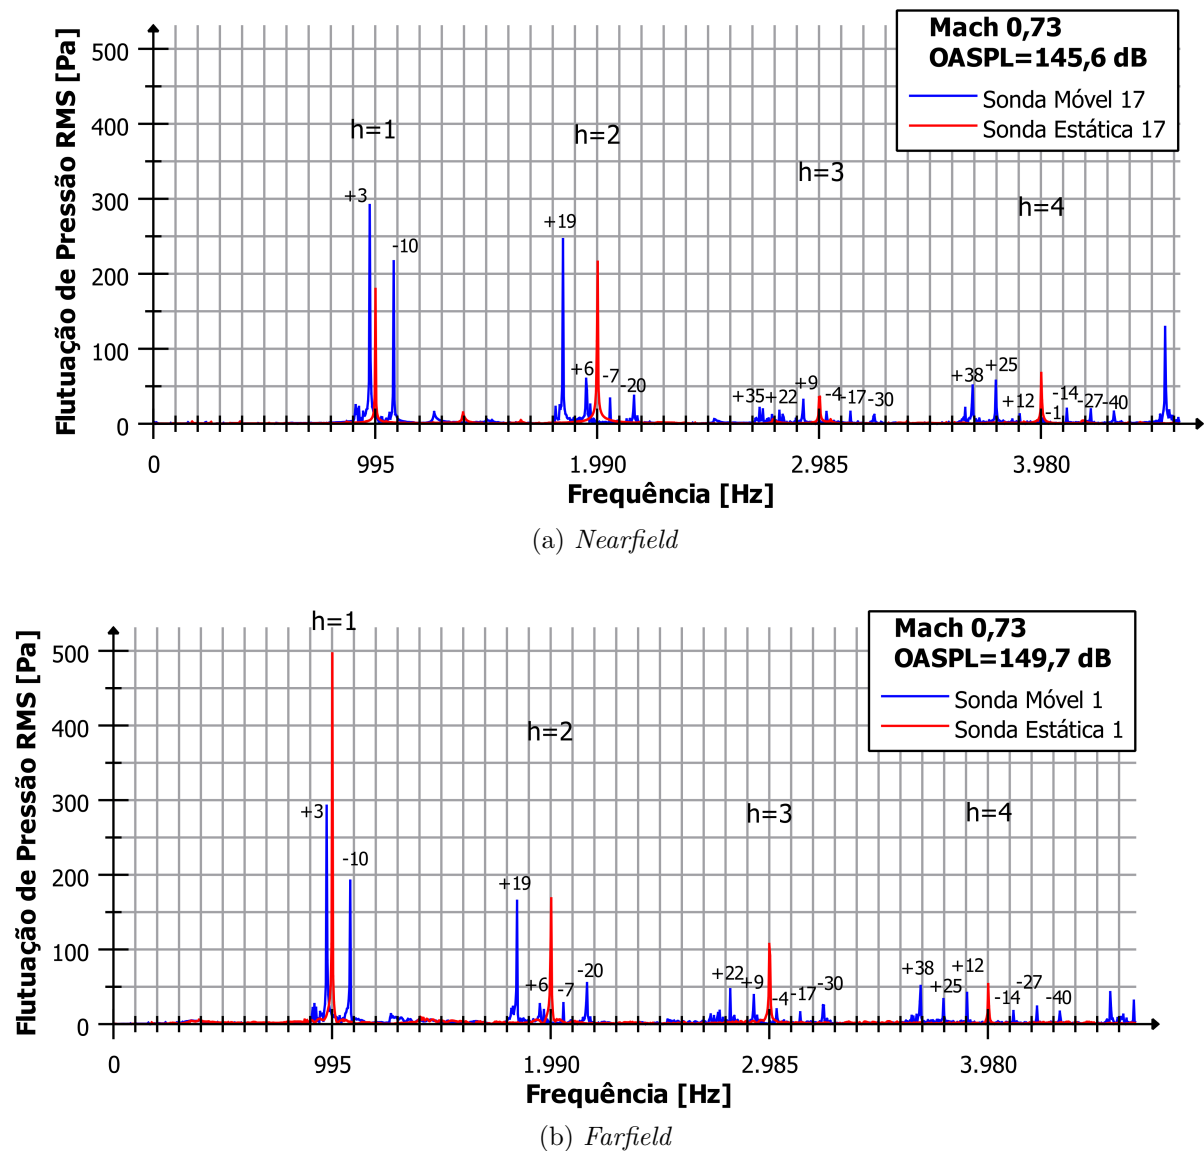 Mach 0,73
OASPL=145,6 dB
Sonda Móvel 17
Sonda Estática 17
Flutuação de Pressão RMS [Pa]
500
400
300
200
100
0
h=1
h=2
h=3
h=4
+3
-10
+19
+6
-7
-20
+35
+22
+9
-4
-17
-30
+38
+25
+12
-1
-14
-27
-40
0
995
1.990
2.985
3.980
Frequência [Hz]
(a) Nearfield
Mach 0,73
OASPL=149,7 dB
Sonda Móvel 1
Sonda Estática 1
Flutuação de Pressão RMS [Pa]
500
400
300
200
100
0
h=1
h=2
h=3
h=4
+3
-10
+19
+6
-7
-20
+22
+9
-4
-17
-30
+38
+25
+12
-14
-27
-40
0
995
1.990
2.985
3.980
Frequência [Hz]
(b) Farfield